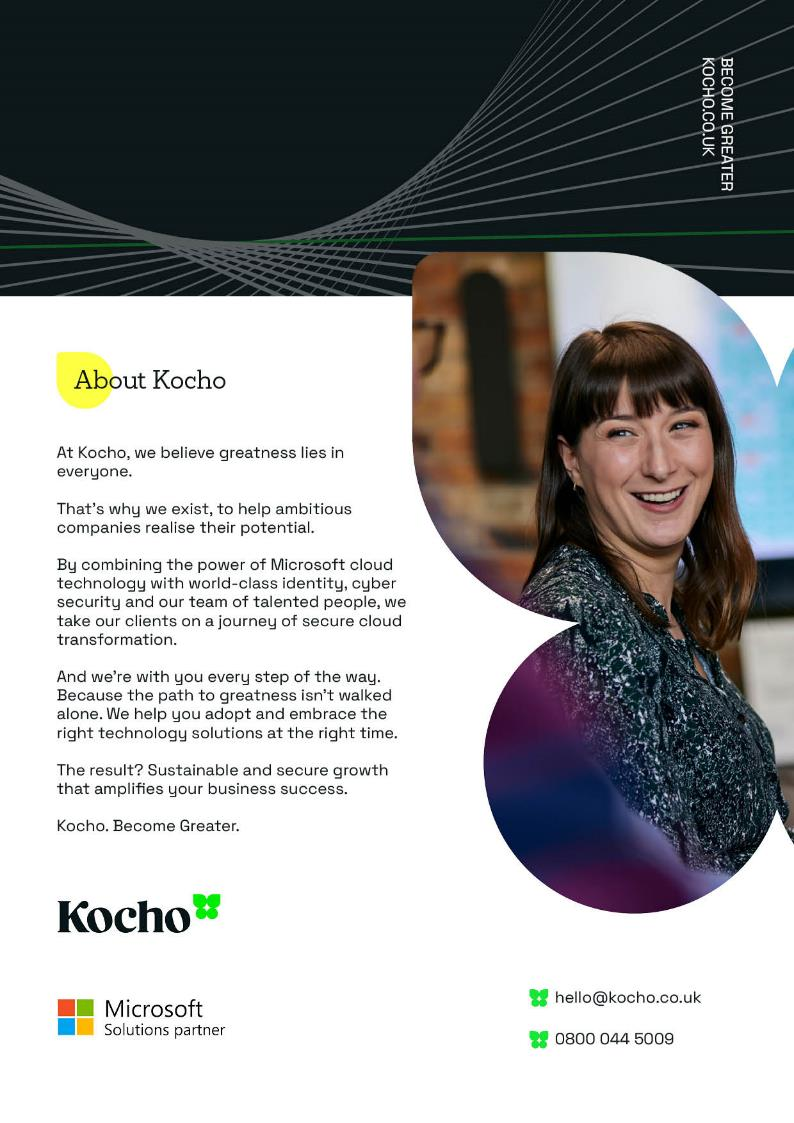 BECOME GREATER
KOCHO.CO.UK
About Kocho
At Kocho, we believe greatness lies in
everyone.
That's why we exist, to help ambitious
companies realise their potential.
By combining the power of Microsoft cloud
technology with world-class identity, cyber
security and our team of talented people, we
take our clients on a journey of secure cloud
transformation.
And we're with you every step of the way.
Because the path to greatness isn't walked
alone. We help you adopt and embrace the
right technology solutions at the right time.
The result? Sustainable and secure growth
that amplifies your business success.
Kocho. Become Greater.
Kocho
Microsoft
Solutions partner
hello@kocho.co.uk
0800 044 5009